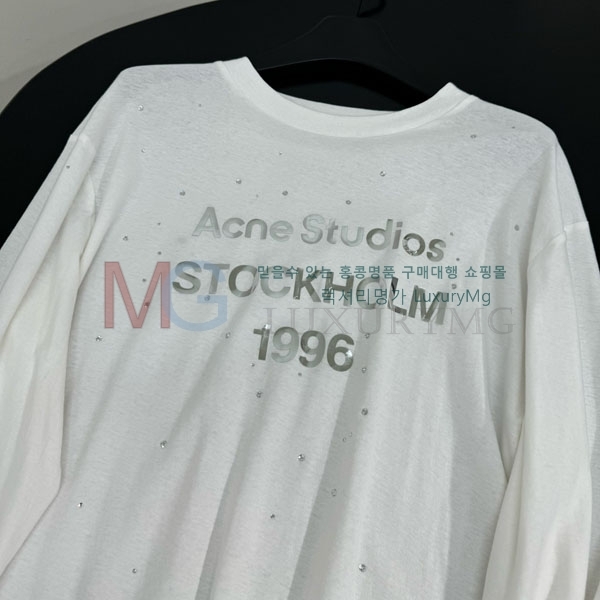 Acne Studios
STOCKHOLM
1996
믿을수 있는 홍콩명품 구매대행 쇼핑몰
럭셔리명가 LuxuryMg
MG LUXURYMG